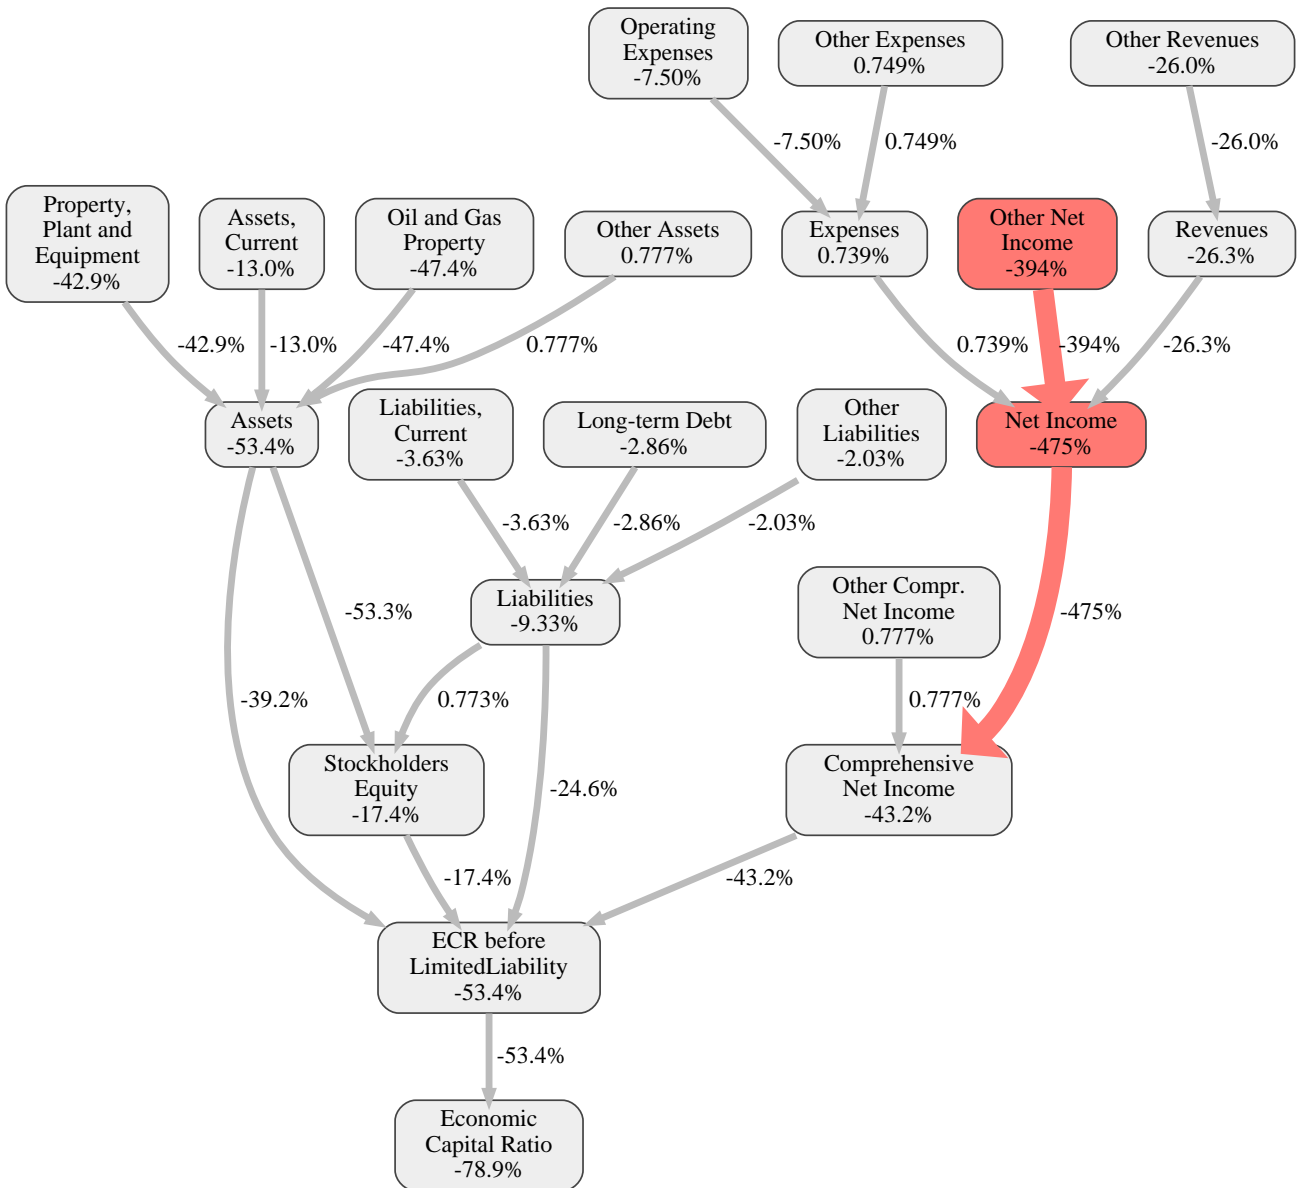 Operating
Expenses
-7.50%
Other Expenses
0.749%
Other Revenues
-26.0%
-7.50%
0.749%
-26.0%
Property,
Plant and
Equipment
-42.9%
Assets,
Current
-13.0%
Oil and Gas
Property
-47.4%
Other Assets
0.777%
Expenses
0.739%
Other Net
Income
-394%
Revenues
-26.3%
-42.9%
-13.0%
-47.4%
0.777%
0.739%
-394%
-26.3%
Assets
-53.4%
Liabilities,
Current
-3.63%
Long-term Debt
-2.86%
Other
Liabilities
-2.03%
Net Income
-475%
-3.63%
-2.86%
-2.03%
-53.3%
Liabilities
-9.33%
Other Compr.
Net Income
0.777%
-475%
-39.2%
0.773%
0.777%
Stockholders
Equity
-17.4%
-24.6%
Comprehensive
Net Income
-43.2%
-17.4%
-43.2%
ECR before
LimitedLiability
-53.4%
-53.4%
Economic
Capital Ratio
-78.9%